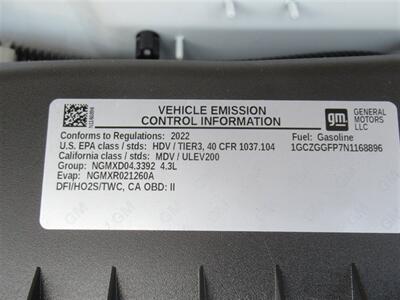 VEHICLE EMISSION
CONTROL INFORMATION
gm
GENERAL
MOTORS
LLC
Conforms to Regulations: 2022
Fuel: Gasoline
U.S. EPA class / stds: HDV / TIER3, 40 CFR 1037.104
1GCZGGFP7N1168896
California class / stds: MDV / ULEV200
Group: NGMXD04.3392 4.3L
Evap: NGMXR021260A
DFI/HO2S/TWC, CA OBD: II